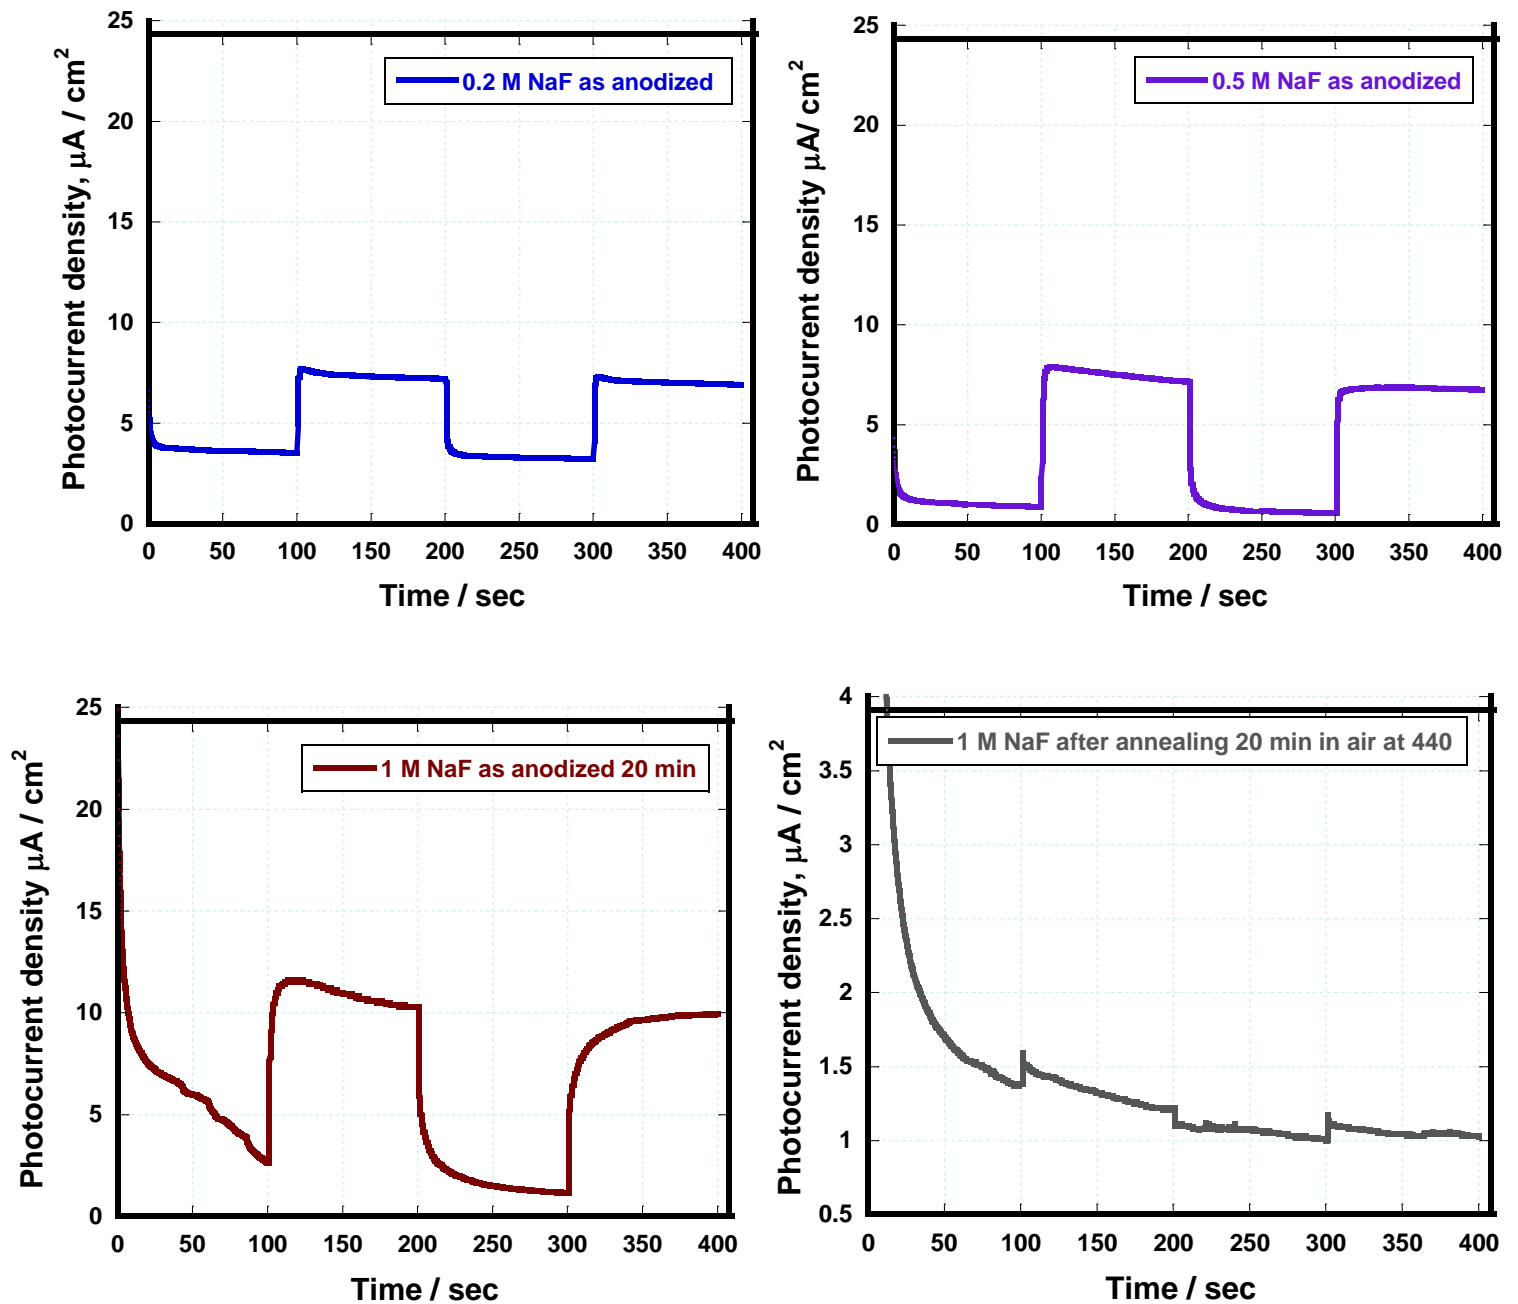 Photocurrent density, μA / cm²
25
20
15
10
5
0
0.2 M NaF as anodized
0 50 100 150 200 250 300 350 400
Time / sec
Photocurrent density μA/ cm²
25
20
15
10
5
0
0.5 M NaF as anodized
0 50 100 150 200 250 300 350 400
Time / sec
Photocurrent density μA / cm²
25
20
15
10
5
0
1 M NaF as anodized 20 min
0 50 100 150 200 250 300 350 400
Time / sec
Photocurrent density, μA / cm²
4
3.5
3
2.5
2
1.5
1
0.5
1 M NaF after annealing 20 min in air at 440
0 50 100 150 200 250 300 350 400
Time / sec